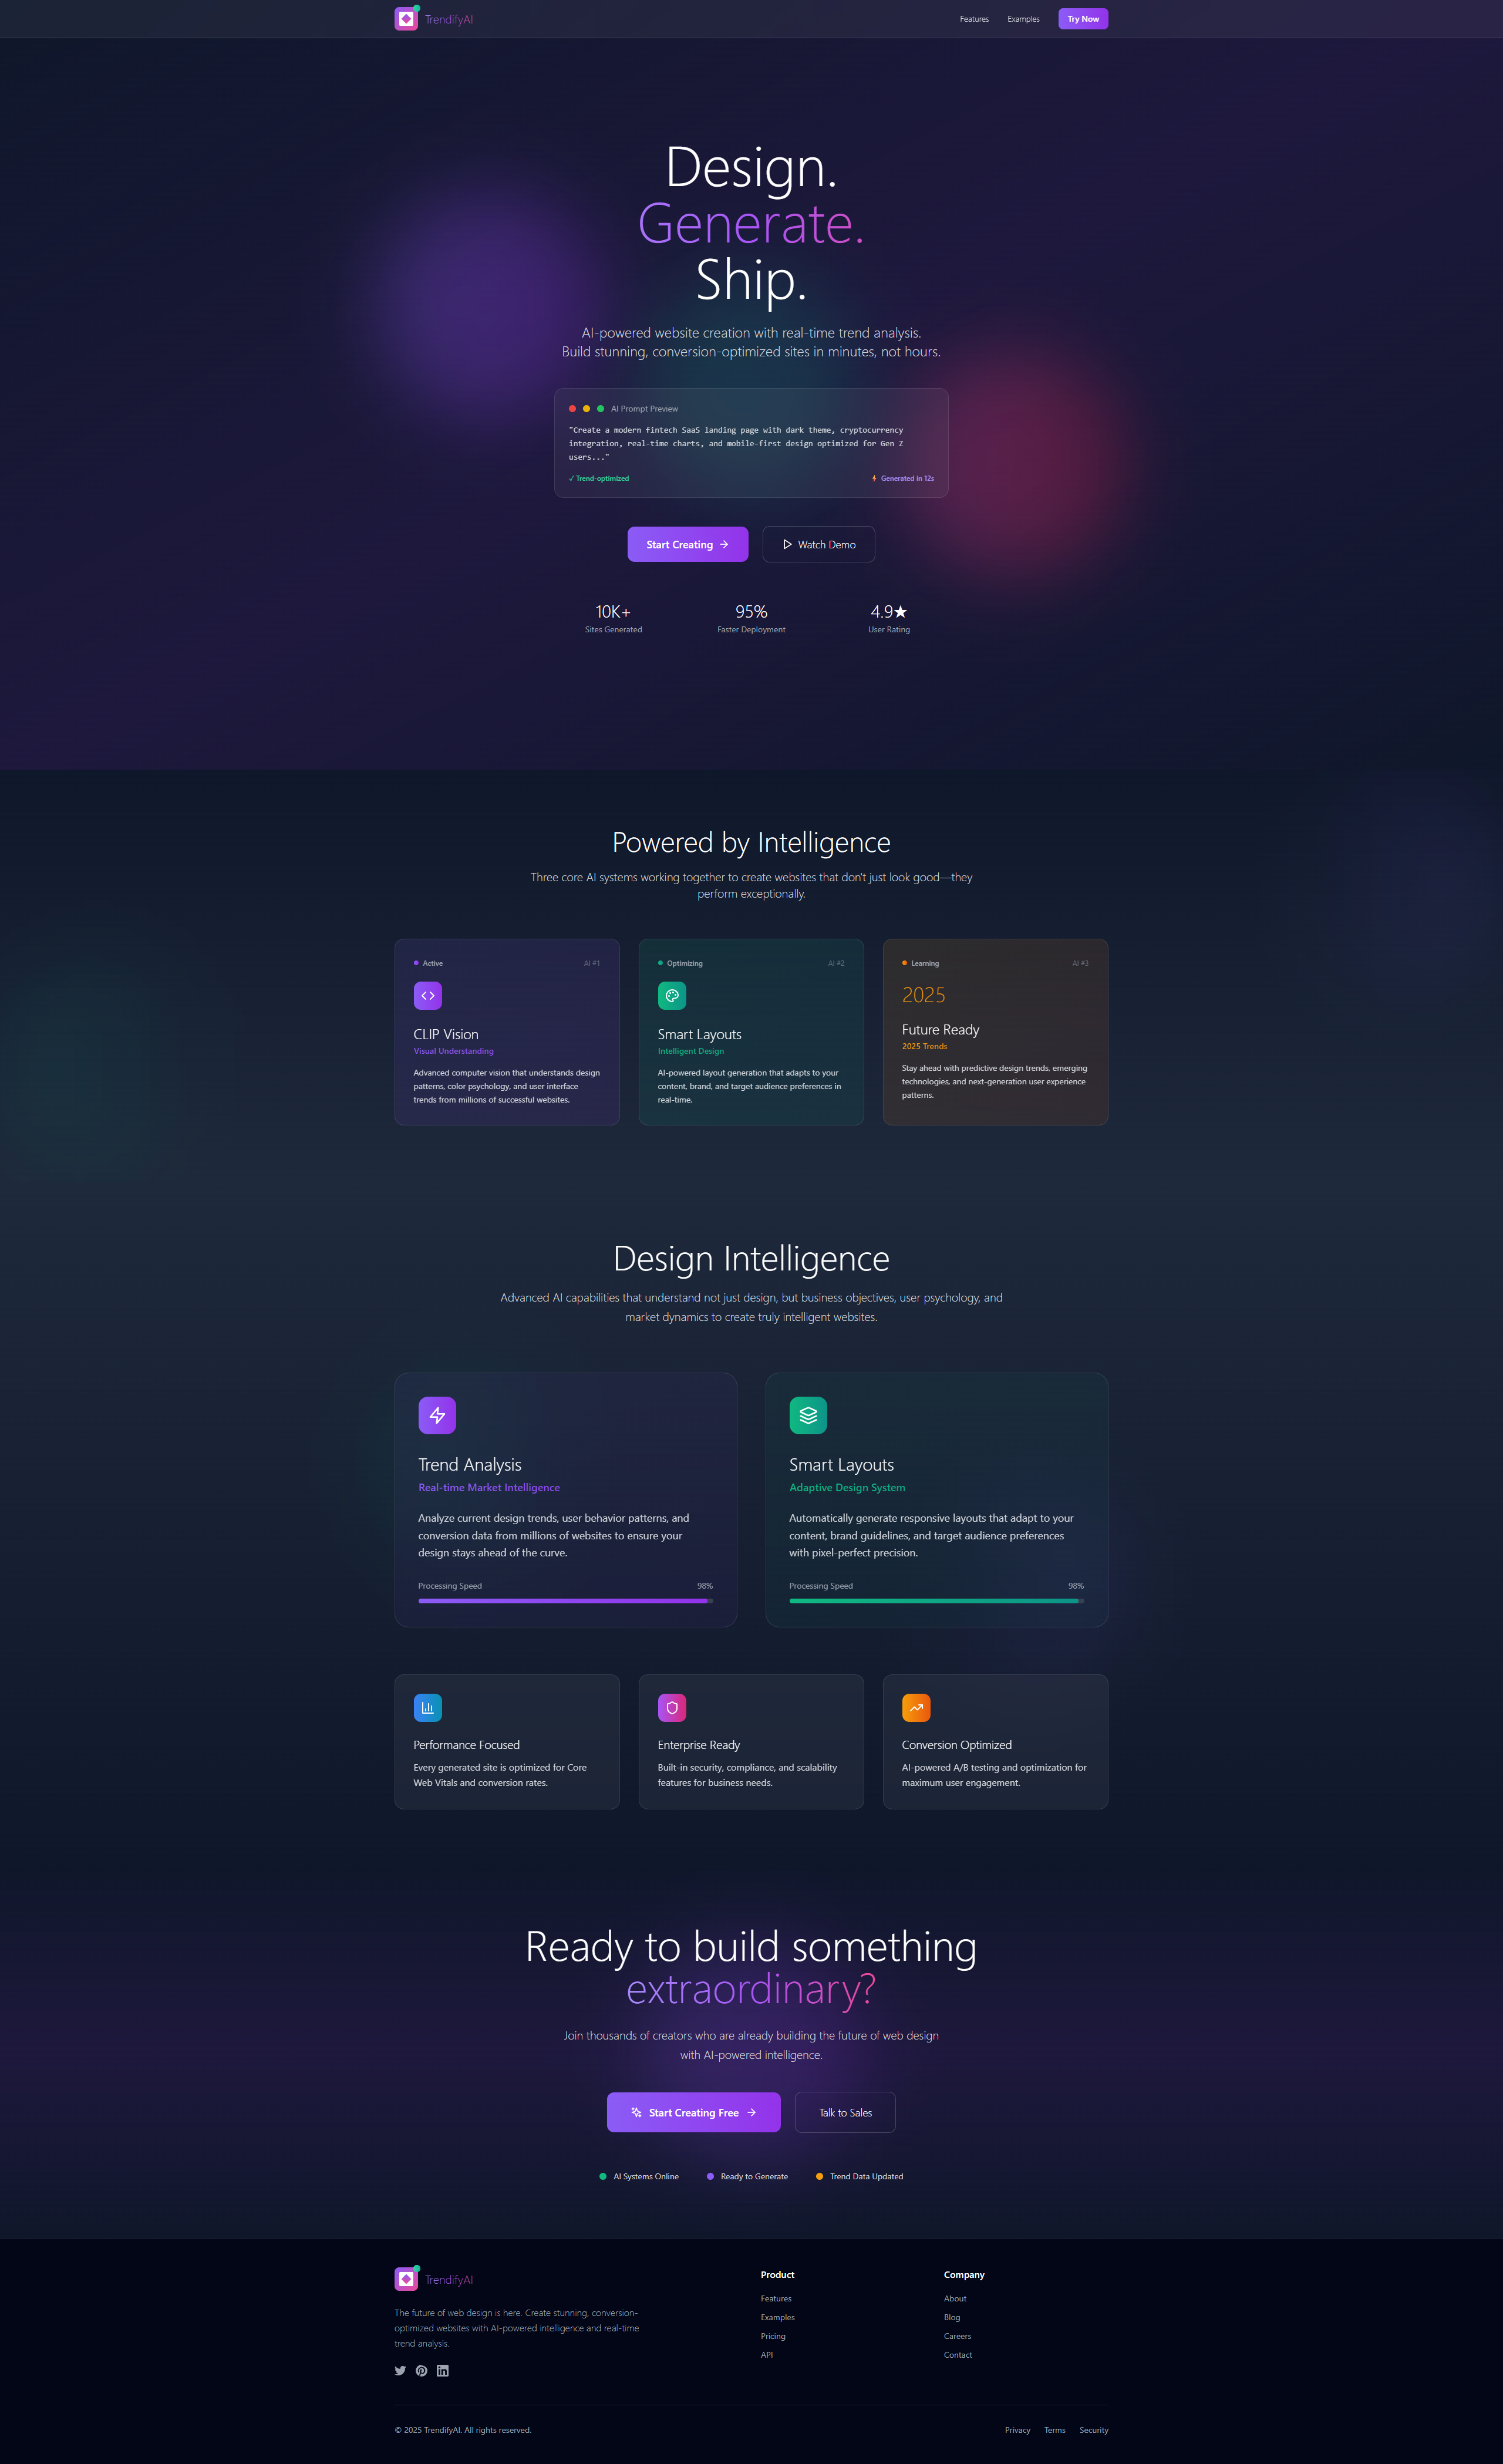 TrendifyAI
Features Examples Try Now
Design.
Generate.
Ship.
AI-powered website creation with real-time trend analysis.
Build stunning, conversion-optimized sites in minutes, not hours.
AI Prompt Preview
"Create a modern fintech SaaS landing page with dark theme, cryptocurrency
integration, real-time charts, and mobile-first design optimized for Gen Z
users..."
✓ Trend-optimized
⚡ Generated in 12s
Start Creating →
Watch Demo
10K+
Sites Generated
95%
Faster Deployment
4.9★
User Rating
Powered by Intelligence
Three core AI systems working together to create websites that don't just look good—they
perform exceptionally.
Active AI #1
CLIP Vision
Visual Understanding
Advanced computer vision that understands design
patterns, color psychology, and user interface
trends from millions of successful websites.
Optimizing AI #2
Smart Layouts
Intelligent Design
AI-powered layout generation that adapts to your
content, brand, and target audience preferences in
real-time.
Learning AI #3
2025
Future Ready
2025 Trends
Stay ahead with predictive design trends, emerging
technologies, and next-generation user experience
patterns.
Design Intelligence
Advanced AI capabilities that understand not just design, but business objectives, user psychology, and
market dynamics to create truly intelligent websites.
Trend Analysis
Real-time Market Intelligence
Analyze current design trends, user behavior patterns, and
conversion data from millions of websites to ensure your
design stays ahead of the curve.
Processing Speed 98%
Smart Layouts
Adaptive Design System
Automatically generate responsive layouts that adapt to your
content, brand guidelines, and target audience preferences
with pixel-perfect precision.
Processing Speed 98%
Performance Focused
Every generated site is optimized for Core
Web Vitals and conversion rates.
Enterprise Ready
Built-in security, compliance, and scalability
features for business needs.
Conversion Optimized
AI-powered A/B testing and optimization for
maximum user engagement.
Ready to build something
extraordinary?
Join thousands of creators who are already building the future of web design
with AI-powered intelligence.
Start Creating Free →
Talk to Sales
AI Systems Online
Ready to Generate
Trend Data Updated
TrendifyAI
The future of web design is here. Create stunning, conversion-
optimized websites with AI-powered intelligence and real-time
trend analysis.
Product
Features
Examples
Pricing
API
Company
About
Blog
Careers
Contact
© 2025 TrendifyAI. All rights reserved.
Privacy Terms Security